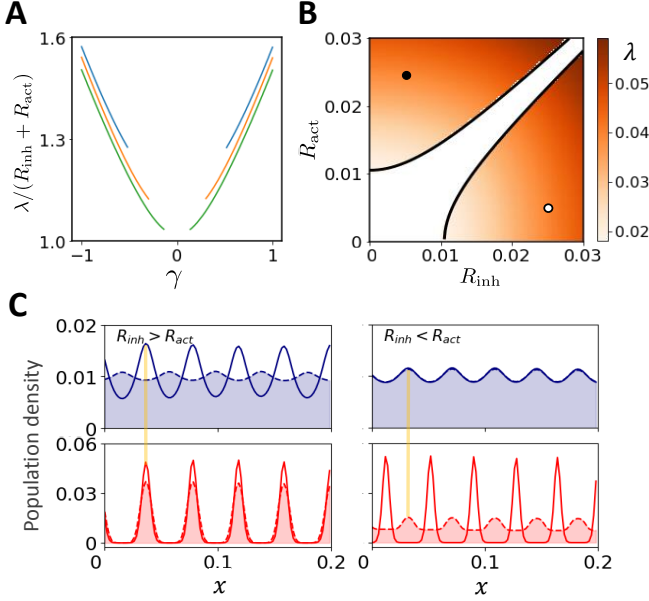 A
λ/(R_inh + R_act)
1.6
1.3
1.0
−1
0
1
γ
B
R_act
0.03
0.02
0.01
0
0
0.01
0.02
0.03
R_inh
λ
0.05
0.04
0.03
0.02
C
Population density
0.02
0.01
0
R_inh > R_act
R_inh < R_act
0.06
0.03
0
0
0.1
0.2
x
0.1
0.2
x